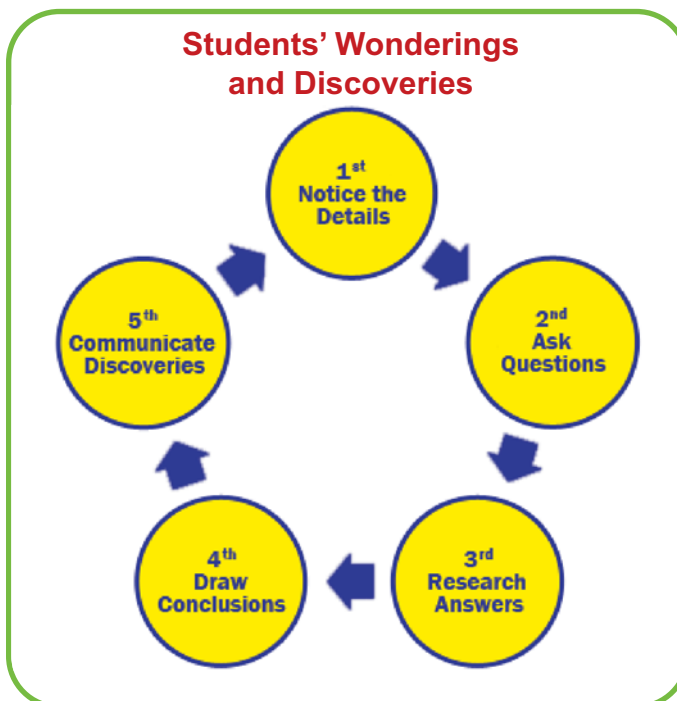 Students’ Wonderings
and Discoveries
1st
Notice the
Details
2nd
Ask
Questions
3rd
Research
Answers
4th
Draw
Conclusions
5th
Communicate
Discoveries